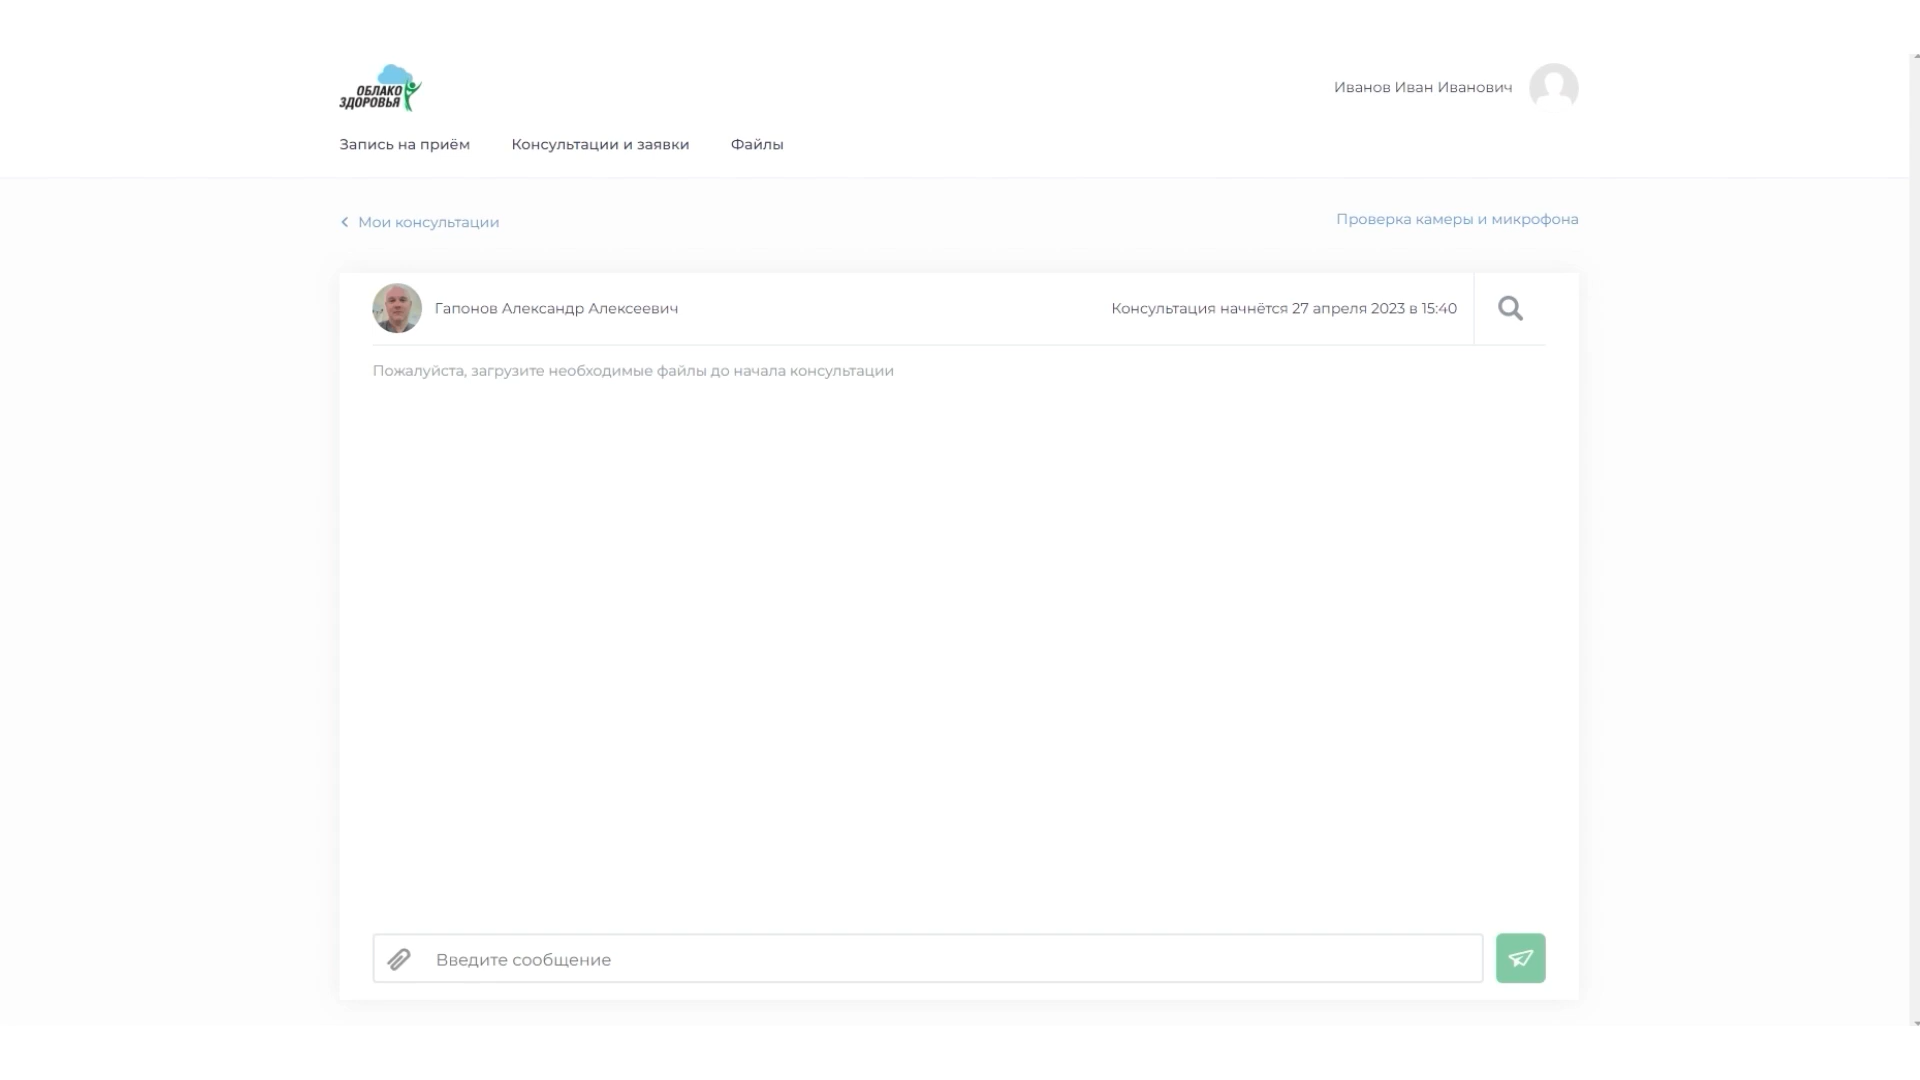 ОБЛАКО
ЗДОРОВЬЯ
Иванов Иван Иванович
Запись на приём Консультации и заявки Файлы
Мои консультации Проверка камеры и микрофона
Гапонов Александр Алексеевич Консультация начнётся 27 апреля 2023 в 15:40
Пожалуйста, загрузите необходимые файлы до начала консультации
Введите сообщение